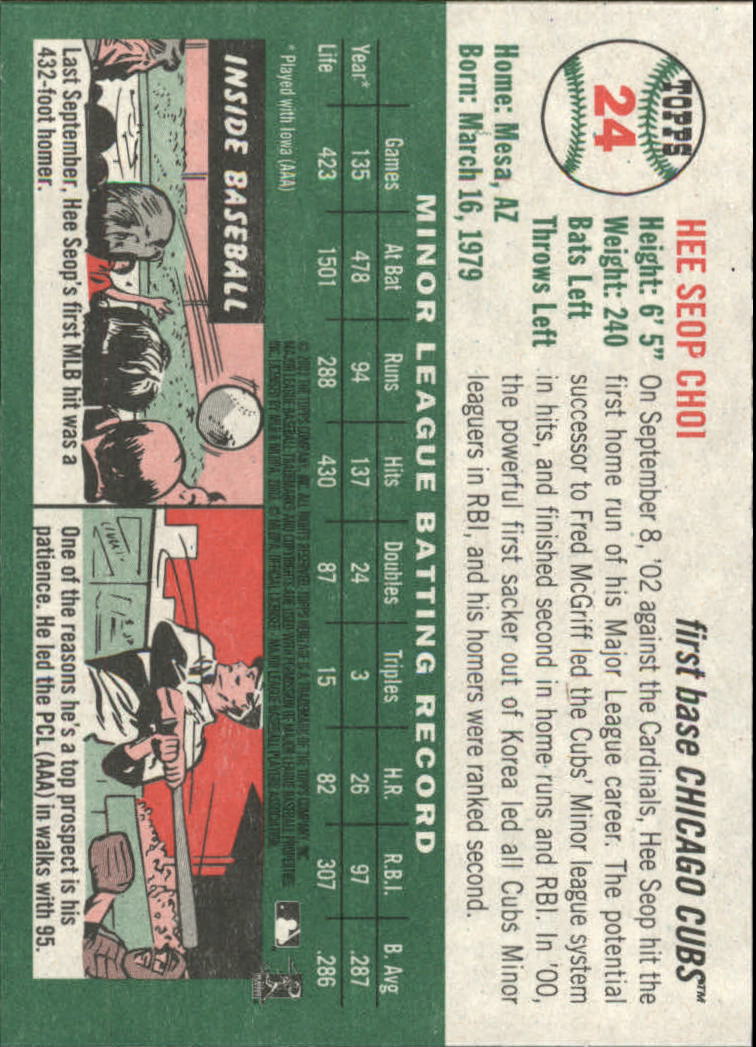 TOPPS
24
HEE SEOP CHOI
first base CHICAGO CUBS™
Height: 6' 5"
Weight: 240
Bats Left
Throws Left
Home: Mesa, AZ
Born: March 16, 1979
On September 8, '02 against the Cardinals, Hee Seop hit the
first home run of his Major League career. The potential
successor to Fred McGriff led the Cubs' Minor league system
in hits, and finished second in home runs and RBI. In '00,
the powerful first sacker out of Korea led all Cubs Minor
leaguers in RBI, and his homers were ranked second.
MINOR LEAGUE BATTING RECORD
Games At Bat Runs Hits Doubles Triples H.R. R.B.I. B. Avg
Year* 135 478 94 137 24 3 26 97 .287
Life 423 1501 288 430 87 15 82 307 .286
* Played with Iowa (AAA)
INSIDE BASEBALL
Last September, Hee Seop's first MLB hit was a
432-foot homer.
One of the reasons he's a top prospect is his
patience. He led the PCL (AAA) in walks with 95.